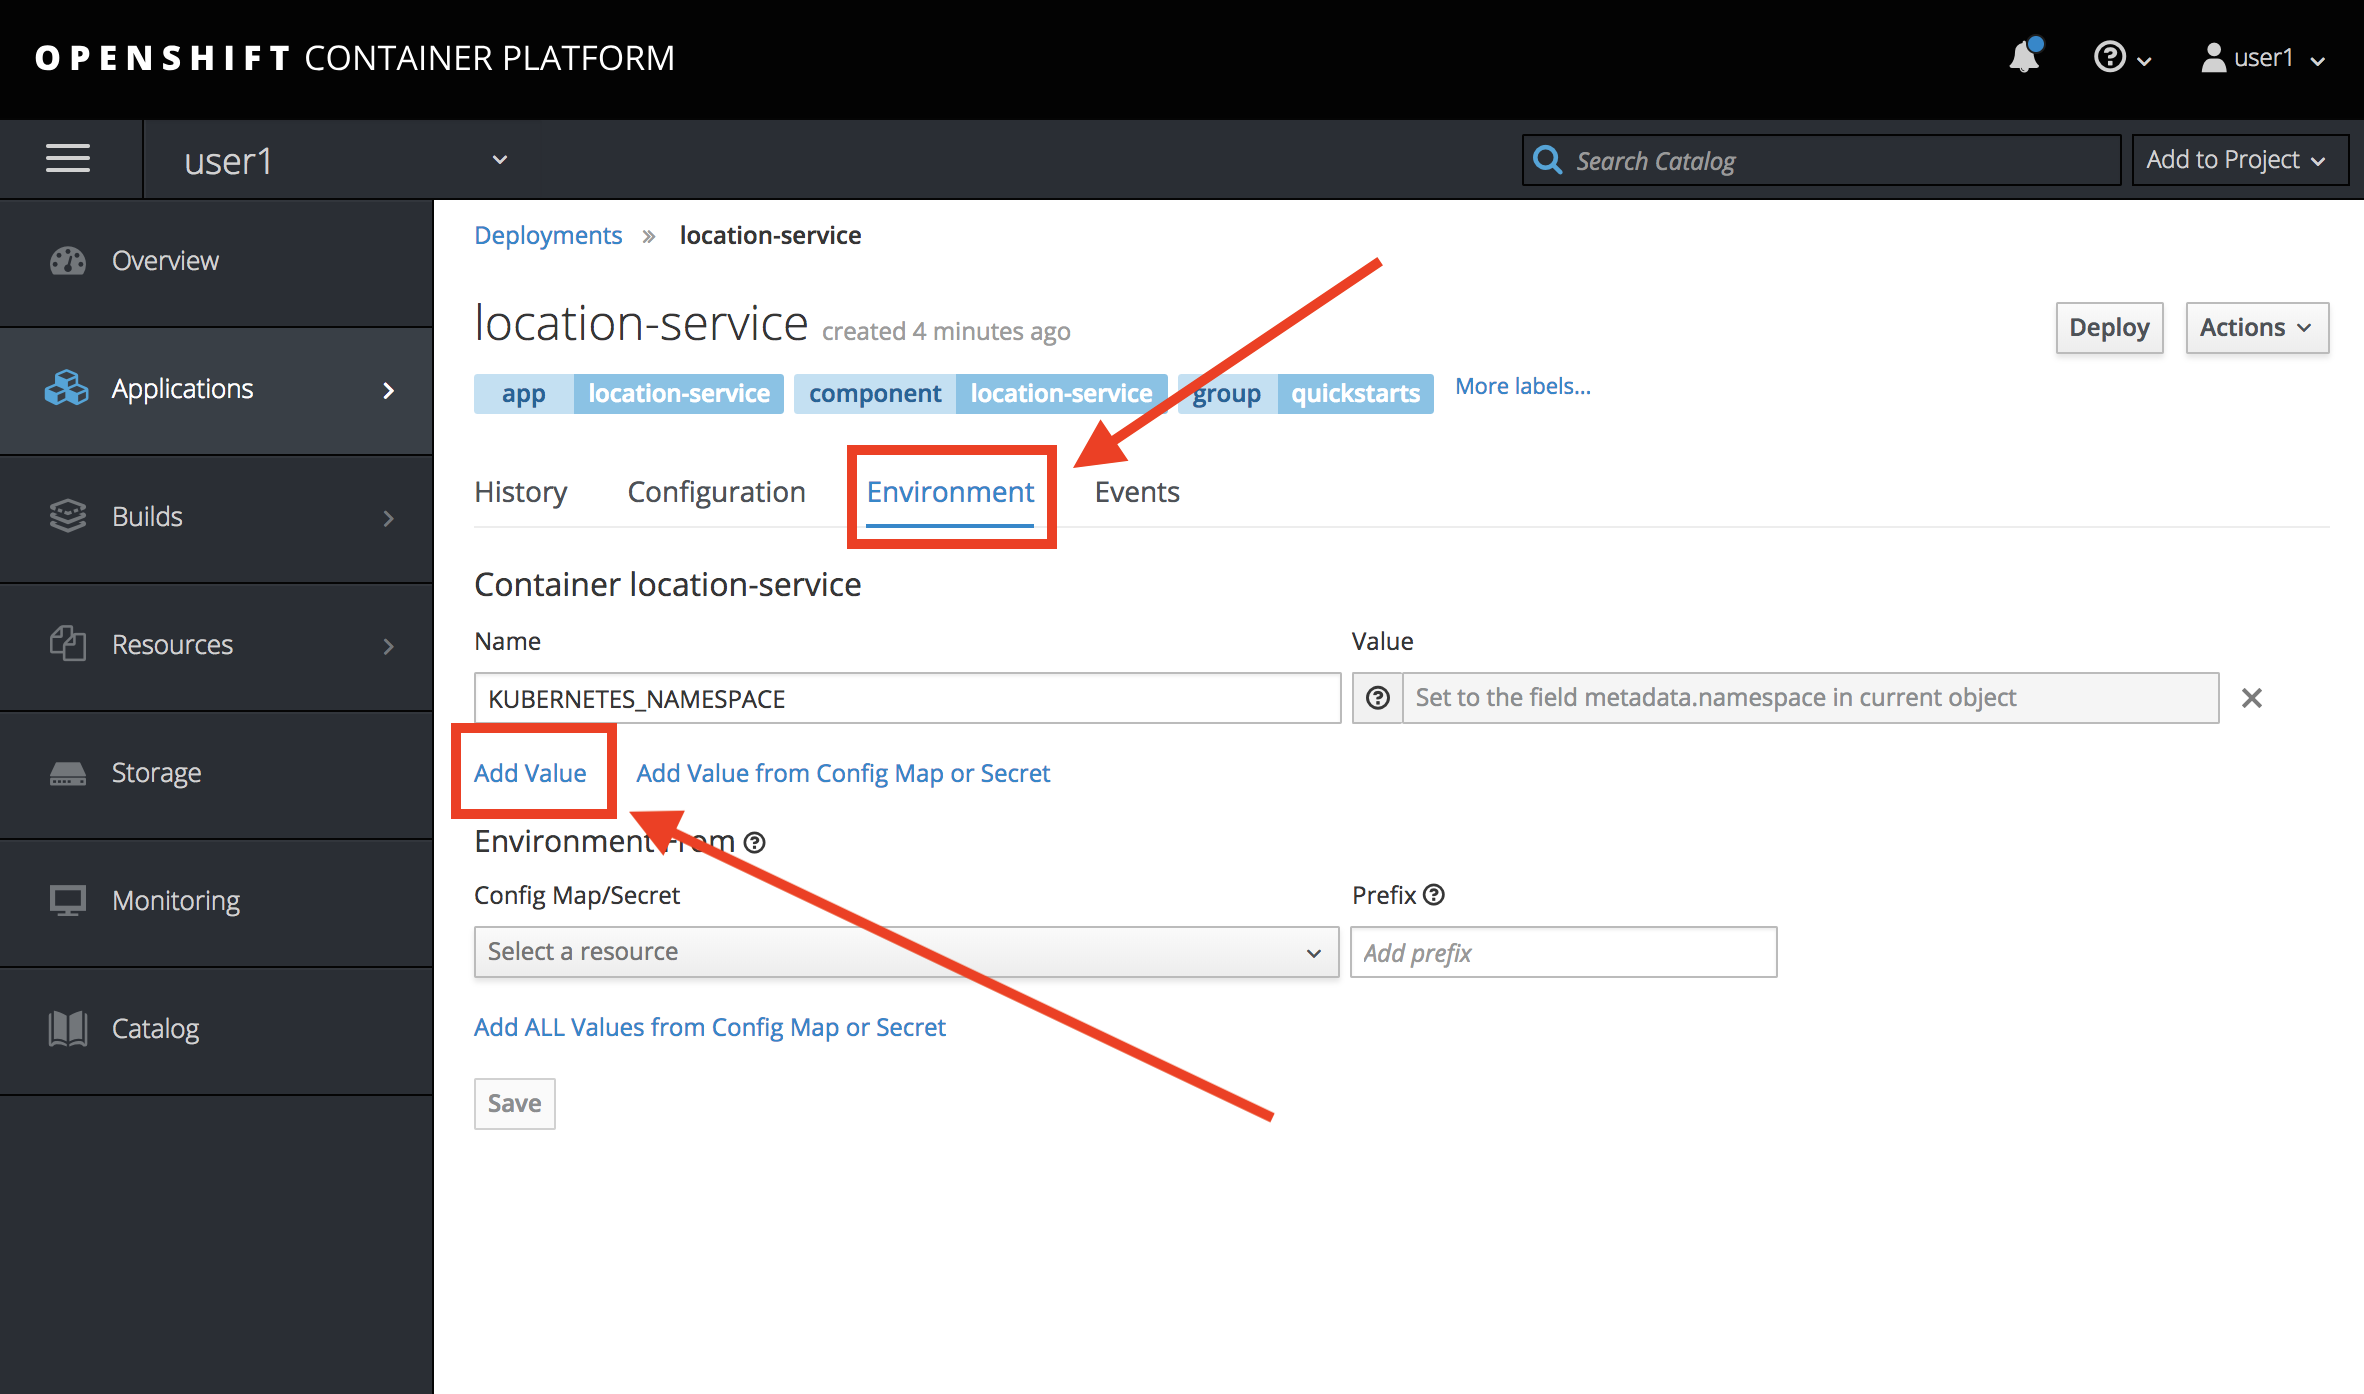 OPENSHIFT CONTAINER PLATFORM
user1
user1
Search Catalog
Add to Project
Overview
Applications
Builds
Resources
Storage
Monitoring
Catalog
Deployments » location-service
location-service created 4 minutes ago
Deploy
Actions
app location-service component location-service group quickstarts More labels...
History Configuration Environment Events
Container location-service
Name Value
KUBERNETES_NAMESPACE Set to the field metadata.namespace in current object
Add Value Add Value from Config Map or Secret
Environment From
Config Map/Secret Prefix
Select a resource Add prefix
Add ALL Values from Config Map or Secret
Save